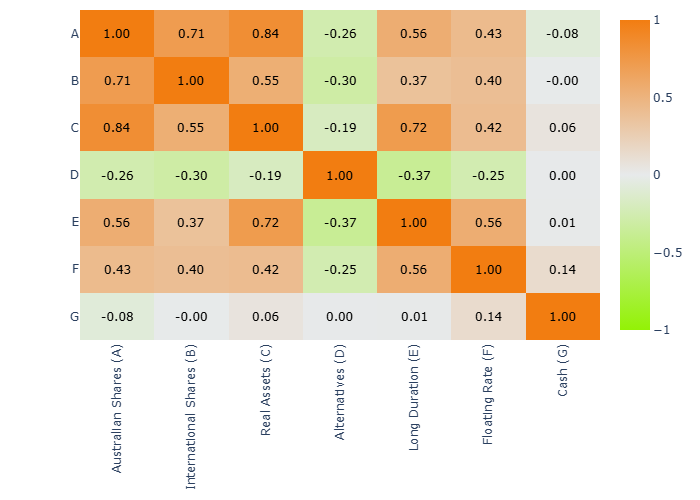 A 1.00 0.71 0.84 -0.26 0.56 0.43 -0.08
B 0.71 1.00 0.55 -0.30 0.37 0.40 -0.00
C 0.84 0.55 1.00 -0.19 0.72 0.42 0.06
D -0.26 -0.30 -0.19 1.00 -0.37 -0.25 0.00
E 0.56 0.37 0.72 -0.37 1.00 0.56 0.01
F 0.43 0.40 0.42 -0.25 0.56 1.00 0.14
G -0.08 -0.00 0.06 0.00 0.01 0.14 1.00
Australian Shares (A)
International Shares (B)
Real Assets (C)
Alternatives (D)
Long Duration (E)
Floating Rate (F)
Cash (G)
1
0.5
0
−0.5
−1